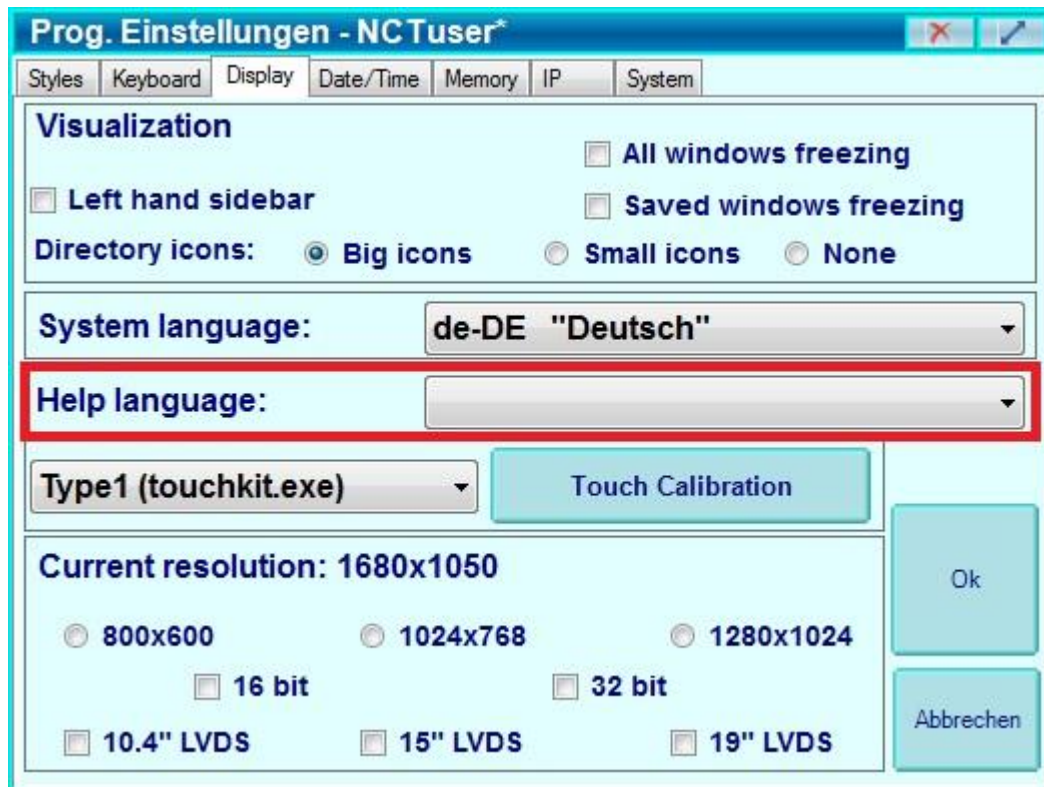 Prog. Einstellungen - NCTuser*
Styles Keyboard Display Date/Time Memory IP System
Visualization
All windows freezing
Left hand sidebar
Saved windows freezing
Directory icons: Big icons Small icons None
System language: de-DE "Deutsch"
Help language:
Type1 (touchkit.exe) Touch Calibration
Current resolution: 1680x1050
Ok
800x600 1024x768 1280x1024
16 bit 32 bit
Abbrechen
10.4" LVDS 15" LVDS 19" LVDS